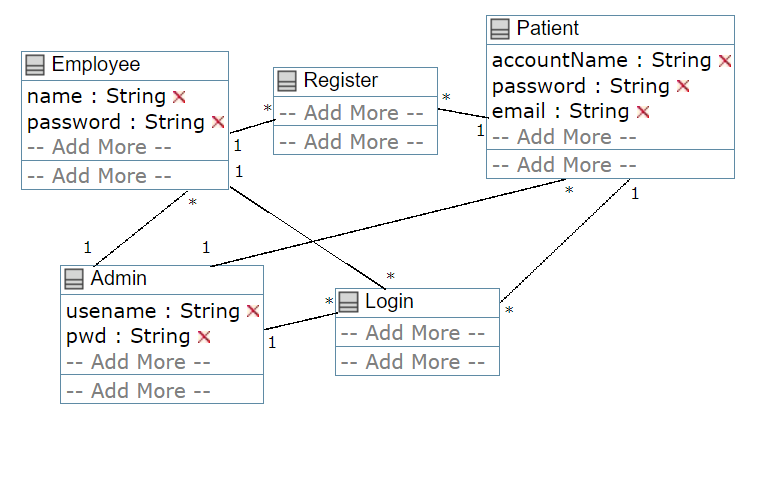 Employee
name : String
password : String
-- Add More --
-- Add More --
Register
-- Add More --
-- Add More --
Patient
accountName : String
password : String
email : String
-- Add More --
-- Add More --
*
1
*
1
1
*
1
1
*
1
*
*
1
*
Admin
usename : String
pwd : String
-- Add More --
-- Add More --
Login
-- Add More --
-- Add More --